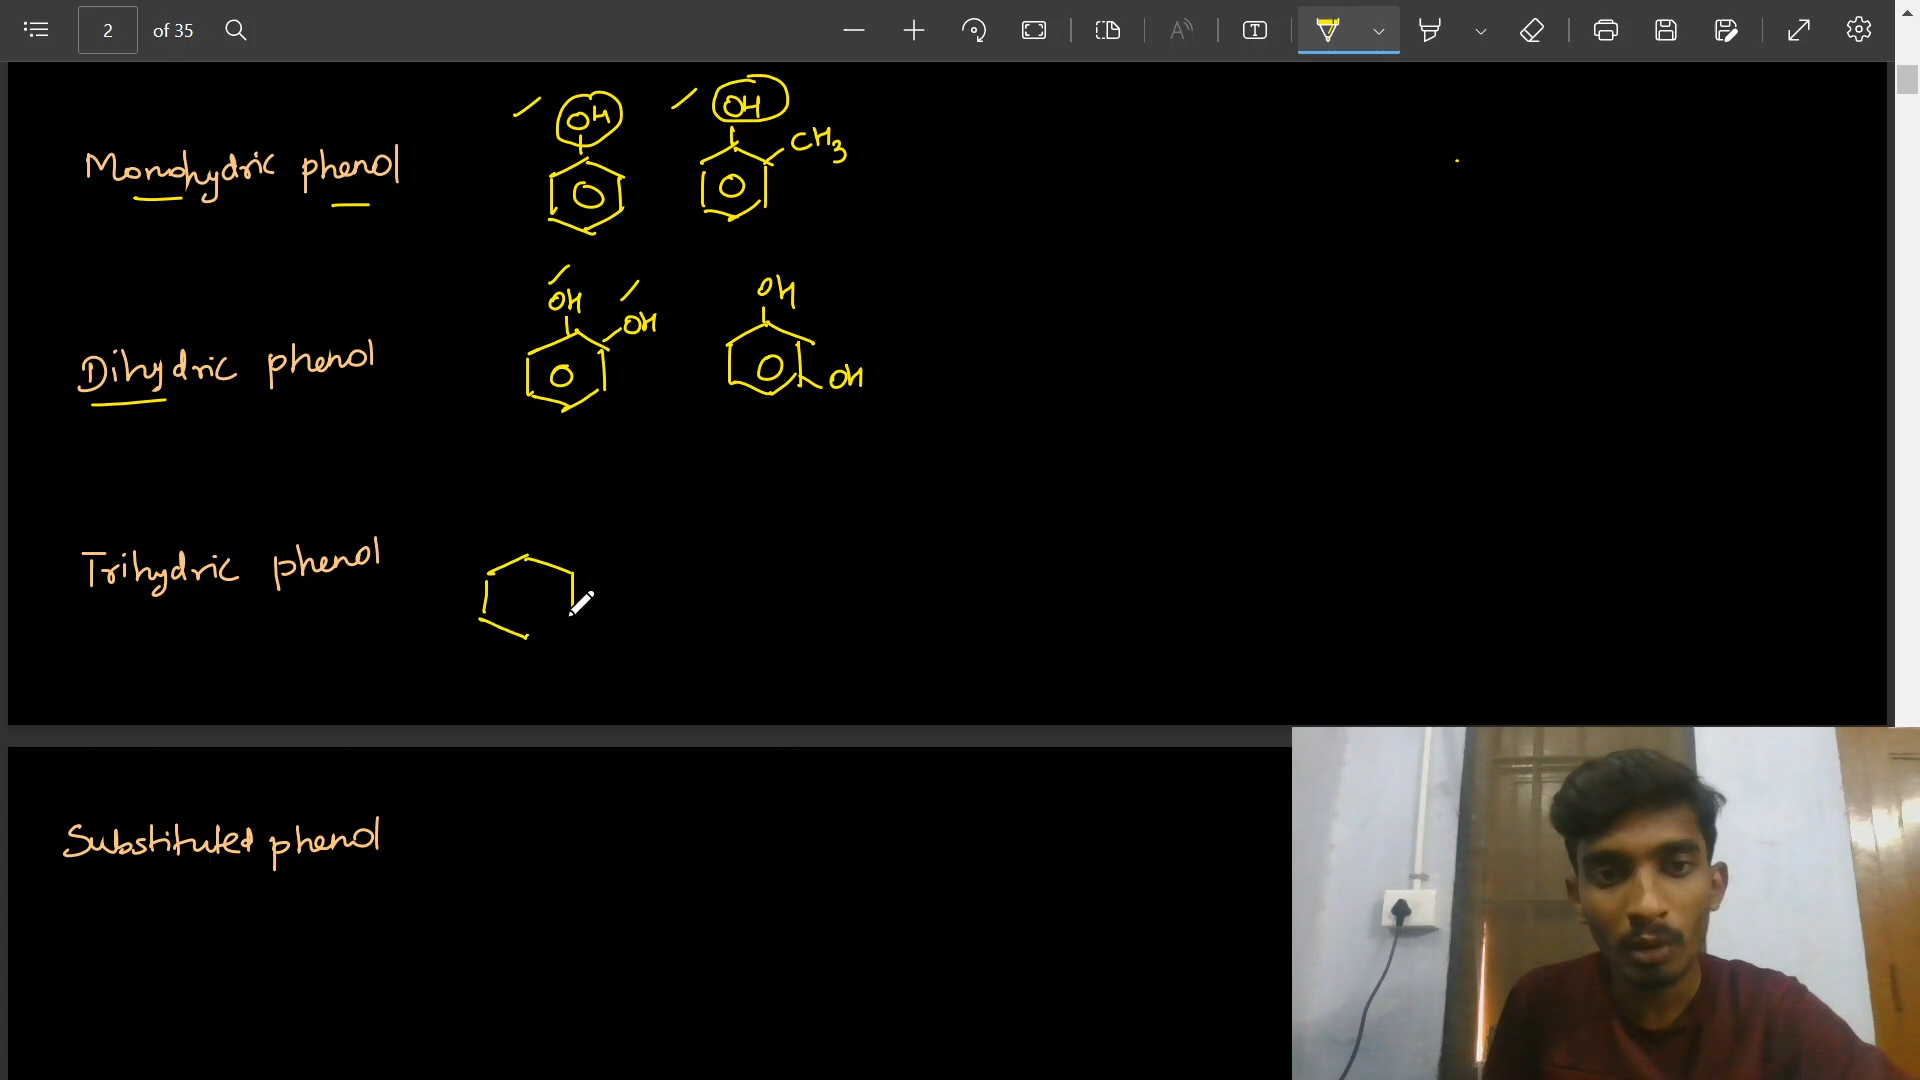 2 of 35
OH OH
CH3
Monohydric phenol
OH OH
OH
Dihydric phenol
OH
Trihydric phenol
Substituted phenol